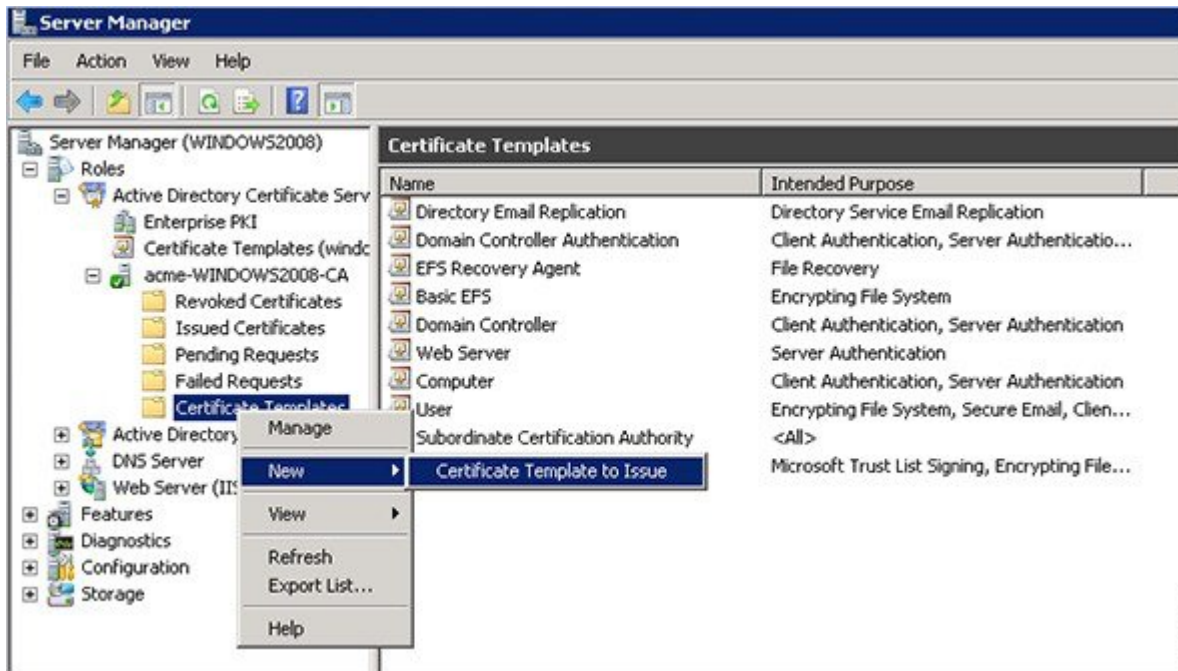 Server Manager
File Action View Help
Server Manager (WINDOWS2008)
Roles
Active Directory Certificate Serv
Enterprise PKI
Certificate Templates (windc
acme-WINDOWS2008-CA
Revoked Certificates
Issued Certificates
Pending Requests
Failed Requests
Certificate Templates
Active Directory
DNS Server
Web Server (IIS
Features
Diagnostics
Configuration
Storage
Manage
New
View
Refresh
Export List...
Help
Certificate Template to Issue
Certificate Templates
Name Intended Purpose
Directory Email Replication Directory Service Email Replication
Domain Controller Authentication Client Authentication, Server Authenticatio...
EFS Recovery Agent File Recovery
Basic EFS Encrypting File System
Domain Controller Client Authentication, Server Authentication
Web Server Server Authentication
Computer Client Authentication, Server Authentication
User Encrypting File System, Secure Email, Clien...
Subordinate Certification Authority <All>
Microsoft Trust List Signing, Encrypting File...